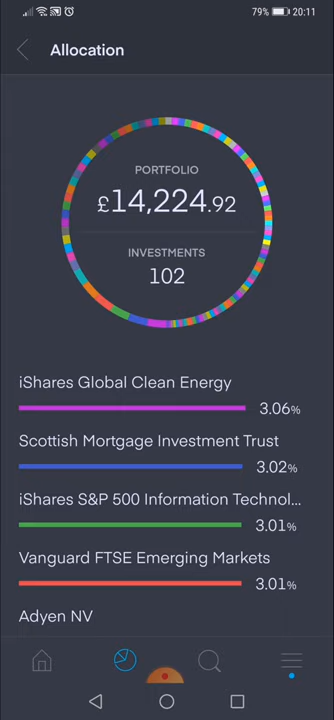 79% 20:11
Allocation
PORTFOLIO
£14,224.92
INVESTMENTS
102
iShares Global Clean Energy
3.06%
Scottish Mortgage Investment Trust
3.02%
iShares S&P 500 Information Technol...
3.01%
Vanguard FTSE Emerging Markets
3.01%
Adyen NV